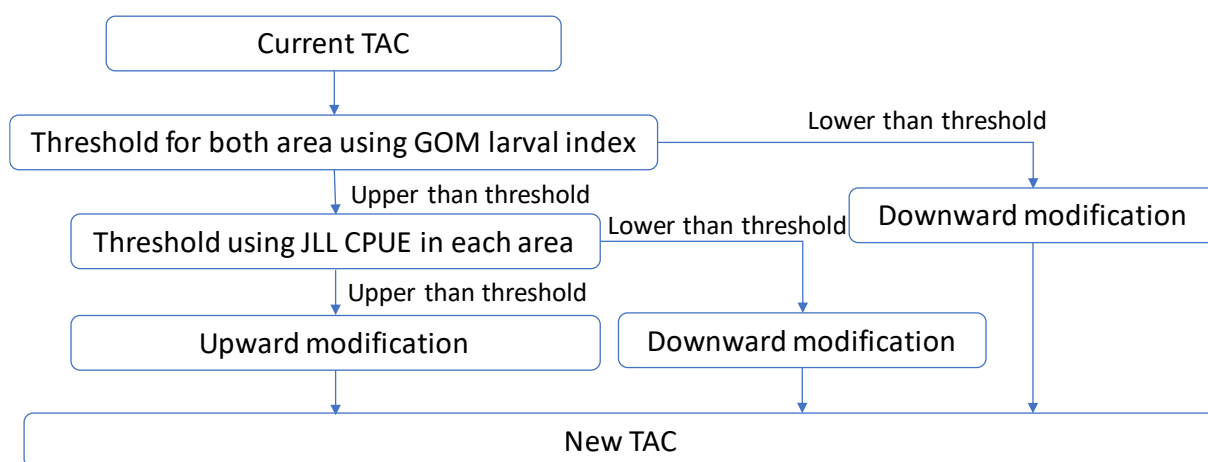 Current TAC
Threshold for both area using GOM larval index
Lower than threshold
Upper than threshold
Downward modification
Threshold using JLL CPUE in each area
Lower than threshold
Upper than threshold
Upward modification
Downward modification
New TAC